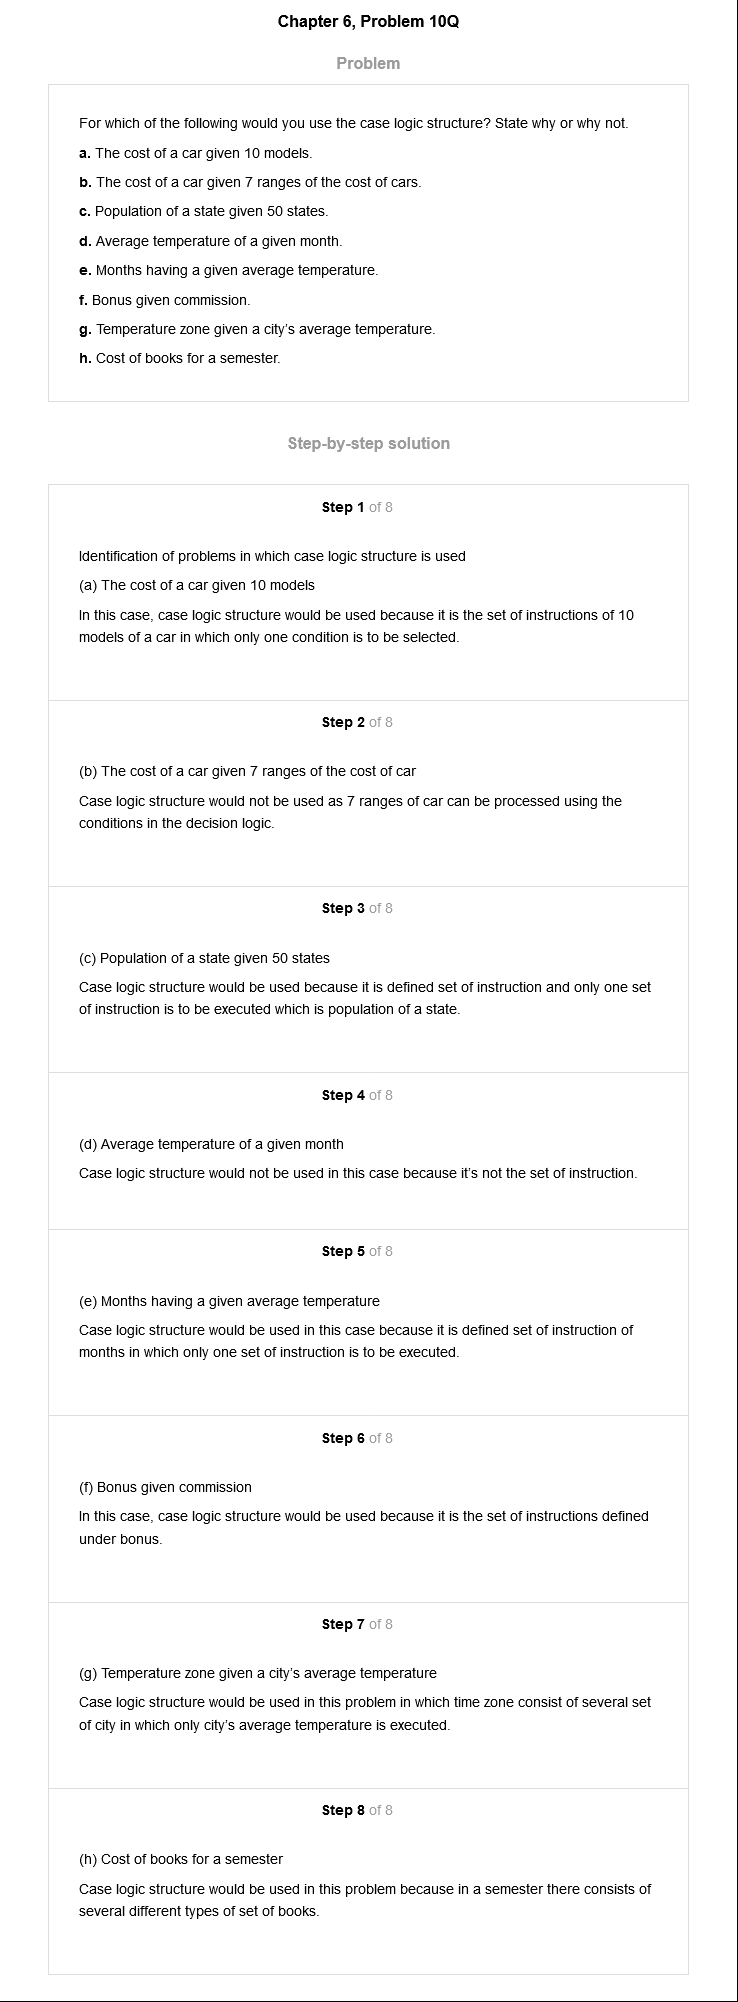 Chapter 6, Problem 10Q
Problem
For which of the following would you use the case logic structure? State why or why not.
a. The cost of a car given 10 models.
b. The cost of a car given 7 ranges of the cost of cars.
c. Population of a state given 50 states.
d. Average temperature of a given month.
e. Months having a given average temperature.
f. Bonus given commission.
g. Temperature zone given a city's average temperature.
h. Cost of books for a semester.
Step-by-step solution
Step 1 of 8
Identification of problems in which case logic structure is used
(a) The cost of a car given 10 models
In this case, case logic structure would be used because it is the set of instructions of 10
models of a car in which only one condition is to be selected.
Step 2 of 8
(b) The cost of a car given 7 ranges of the cost of car
Case logic structure would not be used as 7 ranges of car can be processed using the
conditions in the decision logic.
Step 3 of 8
(c) Population of a state given 50 states
Case logic structure would be used because it is defined set of instruction and only one set
of instruction is to be executed which is population of a state.
Step 4 of 8
(d) Average temperature of a given month
Case logic structure would not be used in this case because it's not the set of instruction.
Step 5 of 8
(e) Months having a given average temperature
Case logic structure would be used in this case because it is defined set of instruction of
months in which only one set of instruction is to be executed.
Step 6 of 8
(f) Bonus given commission
In this case, case logic structure would be used because it is the set of instructions defined
under bonus.
Step 7 of 8
(g) Temperature zone given a city's average temperature
Case logic structure would be used in this problem in which time zone consist of several set
of city in which only city's average temperature is executed.
Step 8 of 8
(h) Cost of books for a semester
Case logic structure would be used in this problem because in a semester there consists of
several different types of set of books.